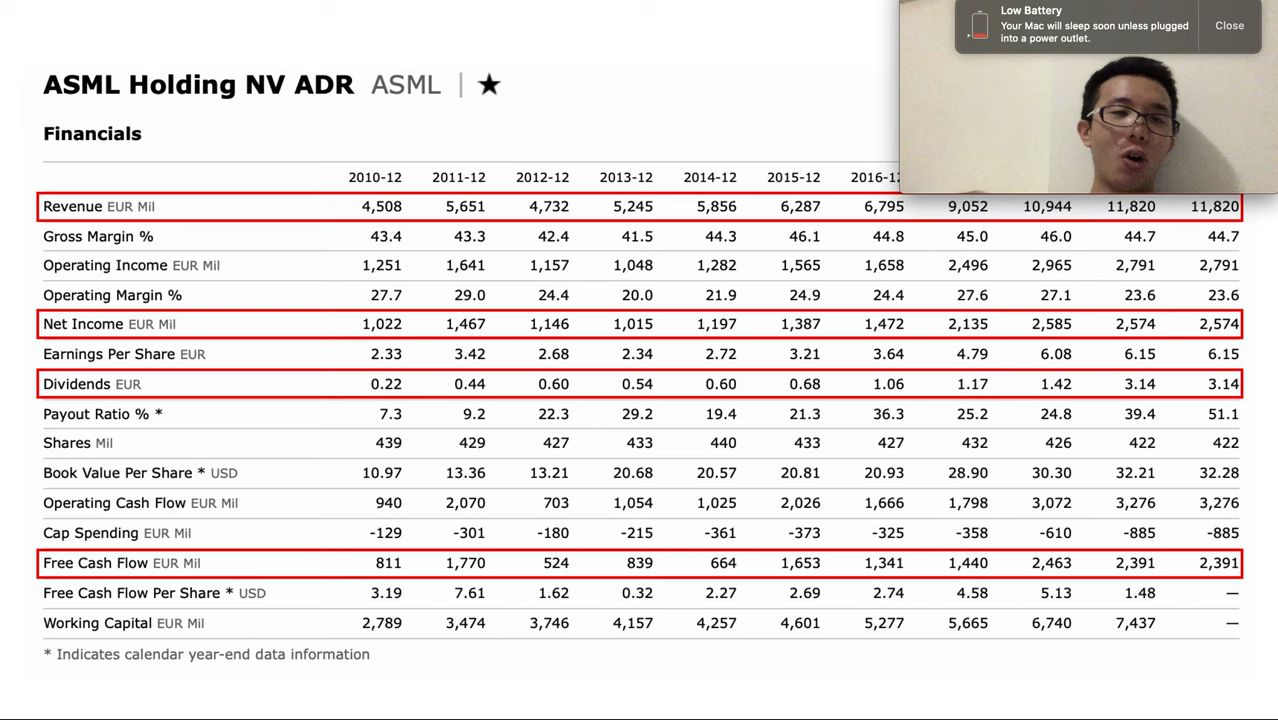 Low Battery
Your Mac will sleep soon unless plugged
into a power outlet.
Close
ASML Holding NV ADR ASML | ★
Financials
2010-12 2011-12 2012-12 2013-12 2014-12 2015-12 2016-12
Revenue EUR Mil 4,508 5,651 4,732 5,245 5,856 6,287 6,795 9,052 10,944 11,820 11,820
Gross Margin % 43.4 43.3 42.4 41.5 44.3 46.1 44.8 45.0 46.0 44.7 44.7
Operating Income EUR Mil 1,251 1,641 1,157 1,048 1,282 1,565 1,658 2,496 2,965 2,791 2,791
Operating Margin % 27.7 29.0 24.4 20.0 21.9 24.9 24.4 27.6 27.1 23.6 23.6
Net Income EUR Mil 1,022 1,467 1,146 1,015 1,197 1,387 1,472 2,135 2,585 2,574 2,574
Earnings Per Share EUR 2.33 3.42 2.68 2.34 2.72 3.21 3.64 4.79 6.08 6.15 6.15
Dividends EUR 0.22 0.44 0.60 0.54 0.60 0.68 1.06 1.17 1.42 3.14 3.14
Payout Ratio % * 7.3 9.2 22.3 29.2 19.4 21.3 36.3 25.2 24.8 39.4 51.1
Shares Mil 439 429 427 433 440 433 427 432 426 422 422
Book Value Per Share * USD 10.97 13.36 13.21 20.68 20.57 20.81 20.93 28.90 30.30 32.21 32.28
Operating Cash Flow EUR Mil 940 2,070 703 1,054 1,025 2,026 1,666 1,798 3,072 3,276 3,276
Cap Spending EUR Mil -129 -301 -180 -215 -361 -373 -325 -358 -610 -885 -885
Free Cash Flow EUR Mil 811 1,770 524 839 664 1,653 1,341 1,440 2,463 2,391 2,391
Free Cash Flow Per Share * USD 3.19 7.61 1.62 0.32 2.27 2.69 2.74 4.58 5.13 1.48 —
Working Capital EUR Mil 2,789 3,474 3,746 4,157 4,257 4,601 5,277 5,665 6,740 7,437 —
* Indicates calendar year-end data information